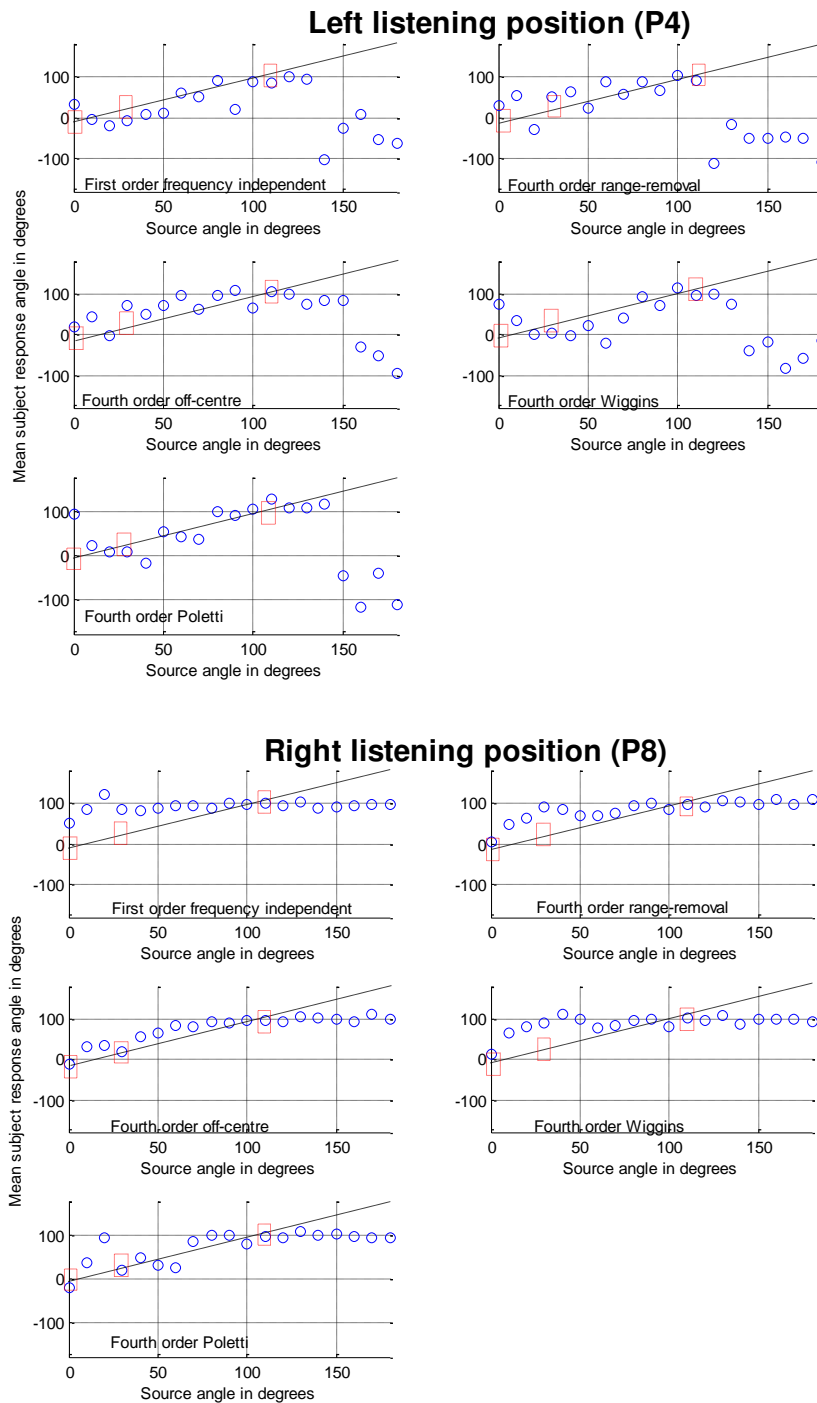 Left listening position (P4)
Mean subject response angle in degrees
100
0
-100
First order frequency independent
0 50 100 150
Source angle in degrees
100
0
-100
Fourth order range-removal
0 50 100 150
Source angle in degrees
100
0
-100
Fourth order off-centre
0 50 100 150
Source angle in degrees
100
0
-100
Fourth order Wiggins
0 50 100 150
Source angle in degrees
100
0
-100
Fourth order Poletti
0 50 100 150
Source angle in degrees
Right listening position (P8)
Mean subject response angle in degrees
100
0
-100
First order frequency independent
0 50 100 150
Source angle in degrees
100
0
-100
Fourth order range-removal
0 50 100 150
Source angle in degrees
100
0
-100
Fourth order off-centre
0 50 100 150
Source angle in degrees
100
0
-100
Fourth order Wiggins
0 50 100 150
Source angle in degrees
100
0
-100
Fourth order Poletti
0 50 100 150
Source angle in degrees